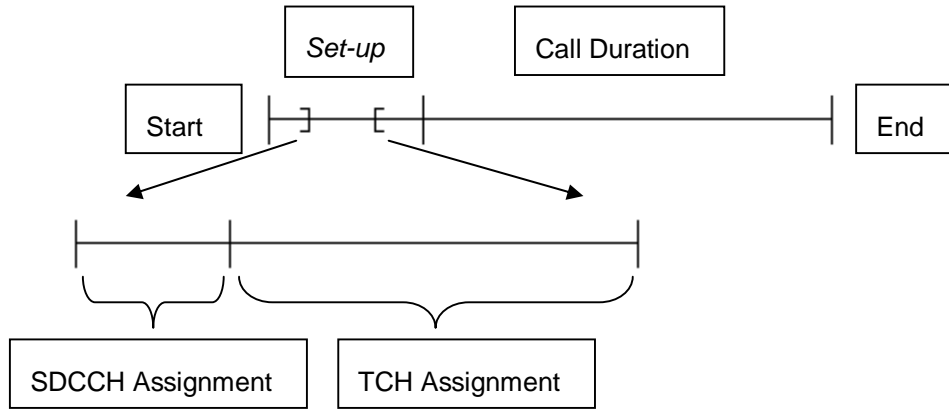 Set-up
Call Duration
Start
End
SDCCH Assignment
TCH Assignment